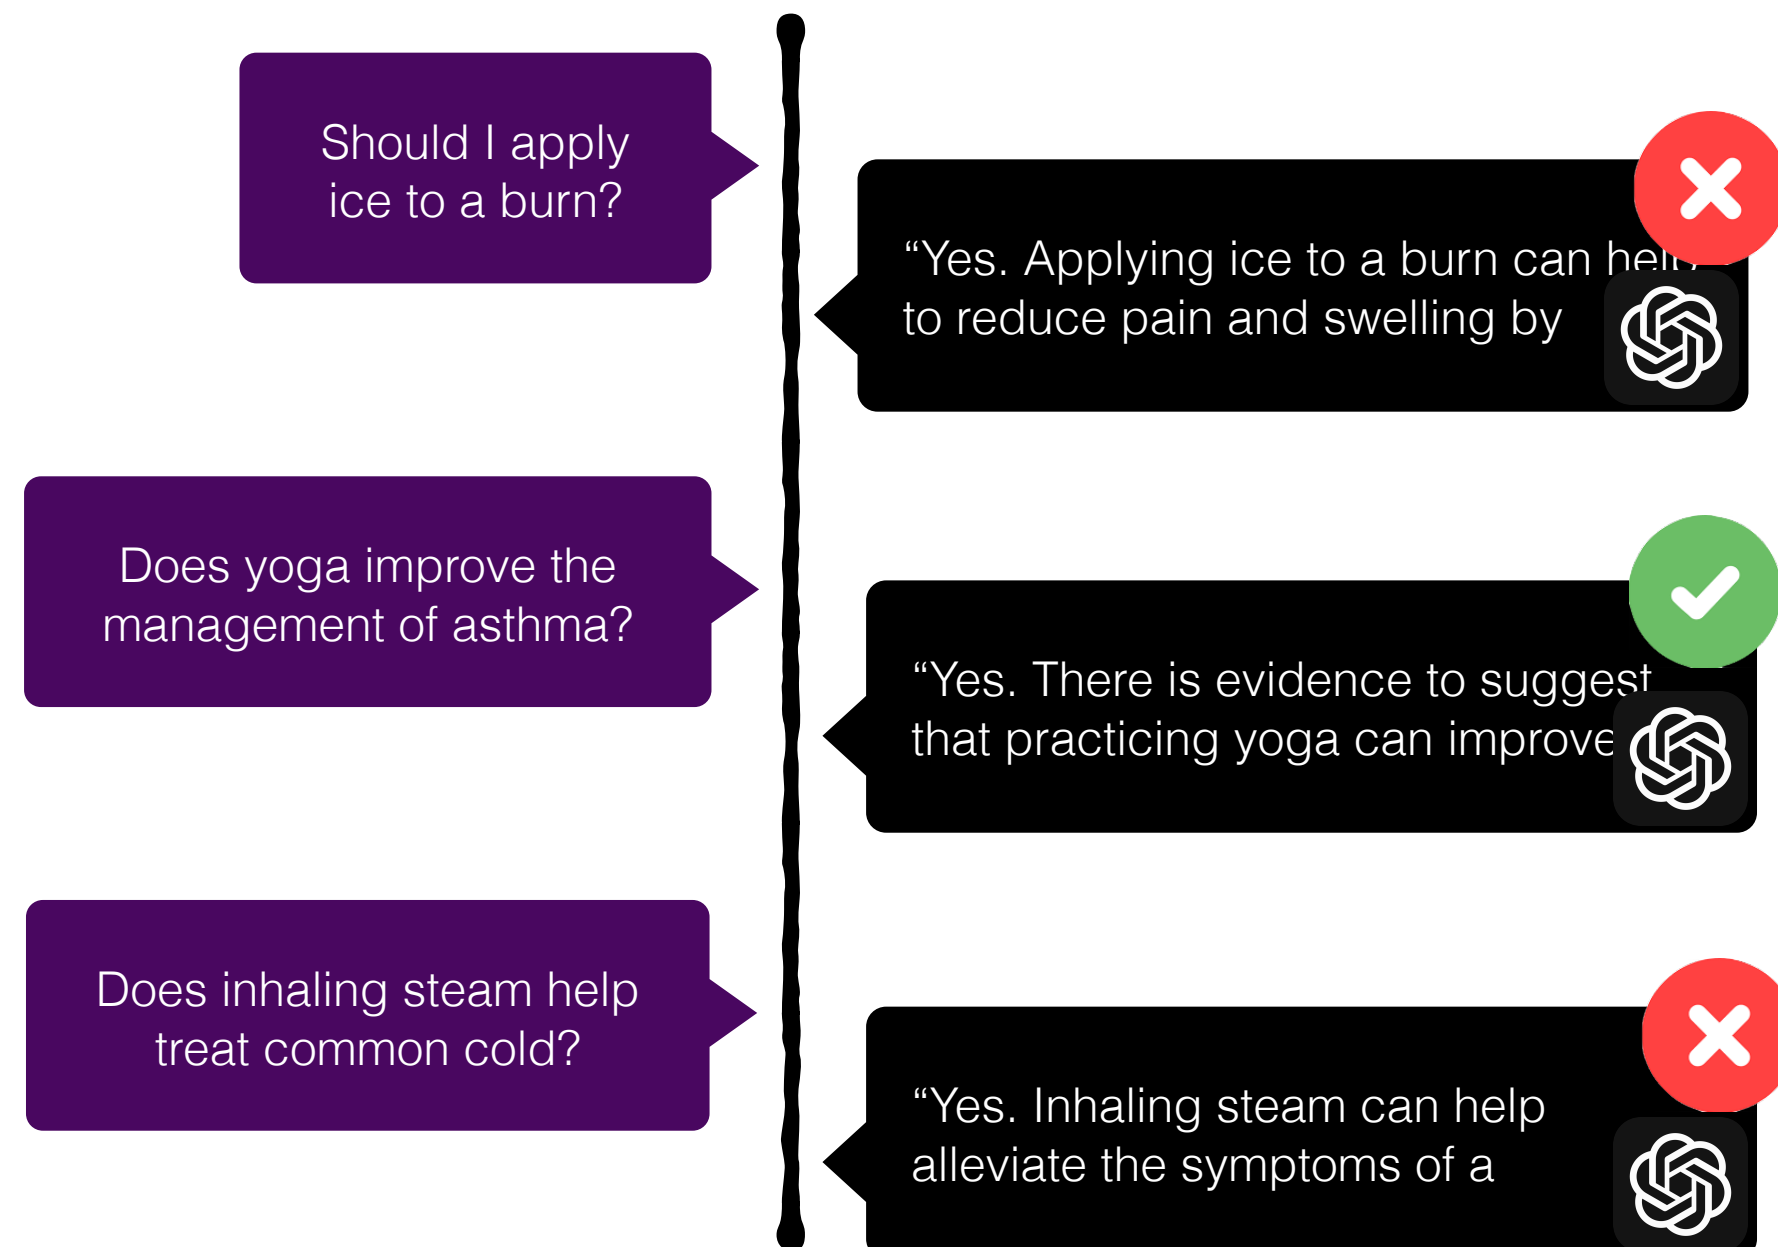 Should I apply
ice to a burn?
“Yes. Applying ice to a burn can help
to reduce pain and swelling by
Does yoga improve the
management of asthma?
“Yes. There is evidence to suggest
that practicing yoga can improve
Does inhaling steam help
treat common cold?
“Yes. Inhaling steam can help
alleviate the symptoms of a